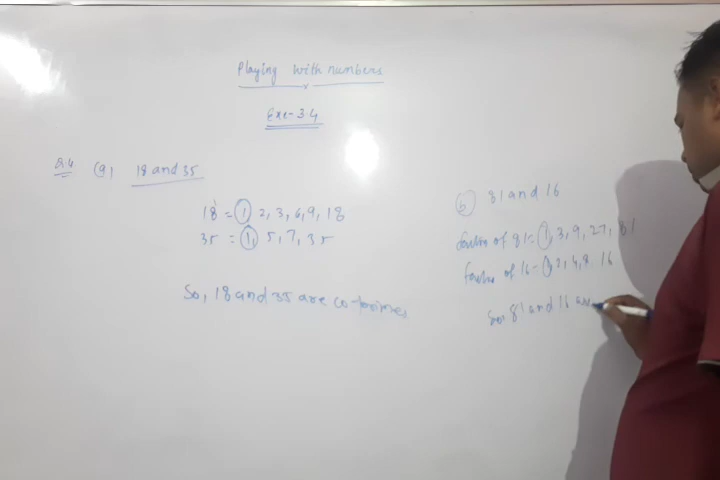 Playing with numbers
Exe-3.4
Q.4 (a) 18 and 35
18 = 1, 2, 3, 6, 9, 18
35 = 1, 5, 7, 35
So, 18 and 35 are co-primes
(b) 81 and 16
factors of 81 = 1, 3, 9, 27, 81
factors of 16 = 1, 2, 4, 8 16
So, 81 and 16 are